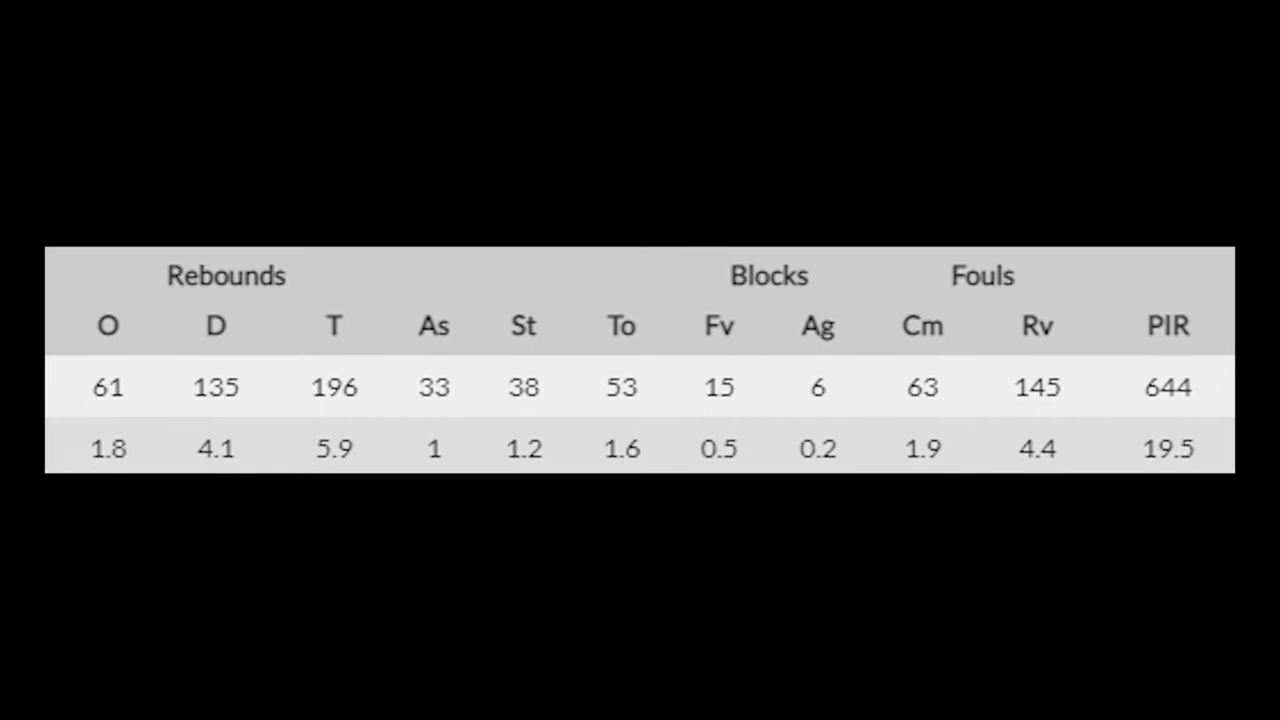 Rebounds Blocks Fouls
O D T As St To Fv Ag Cm Rv PIR
61 135 196 33 38 53 15 6 63 145 644
1.8 4.1 5.9 1 1.2 1.6 0.5 0.2 1.9 4.4 19.5